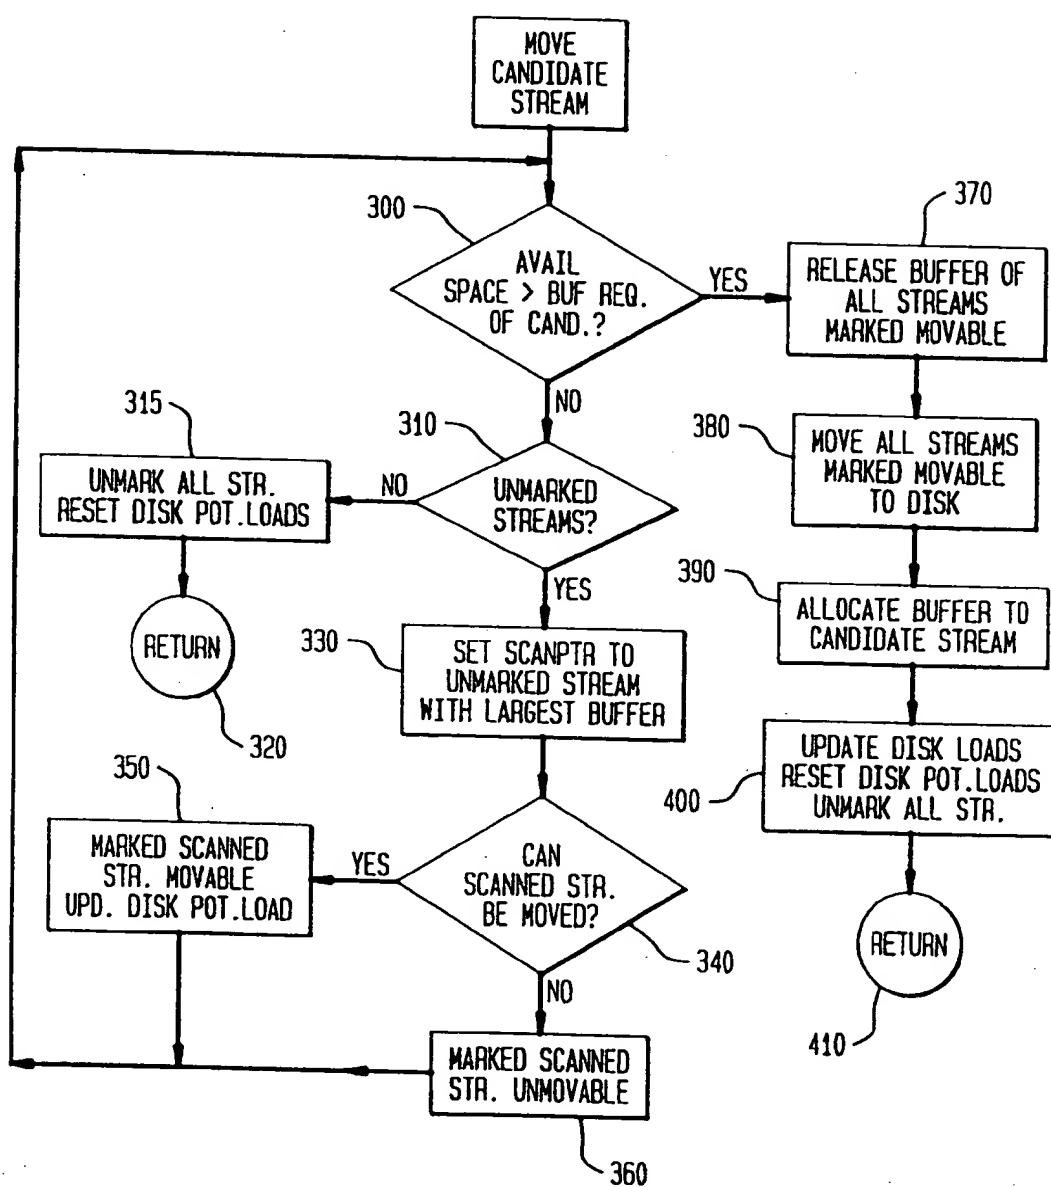 MOVE
CANDIDATE
STREAM
300
AVAIL
SPACE > BUF REQ.
OF CAND.?
YES
370
RELEASE BUFFER OF
ALL STREAMS
MARKED MOVABLE
NO
315
310
380
UNMARK ALL STR.
RESET DISK POT.LOADS
NO
UNMARKED
STREAMS?
MOVE ALL STREAMS
MARKED MOVABLE
TO DISK
YES
390
RETURN
320
330
SET SCANPTR TO
UNMARKED STREAM
WITH LARGEST BUFFER
ALLOCATE BUFFER TO
CANDIDATE STREAM
350
400
UPDATE DISK LOADS
RESET DISK POT.LOADS
UNMARK ALL STR.
MARKED SCANNED
STR. MOVABLE
UPD. DISK POT.LOAD
YES
CAN
SCANNED STR.
BE MOVED?
340
RETURN
410
NO
MARKED SCANNED
STR. UNMOVABLE
360